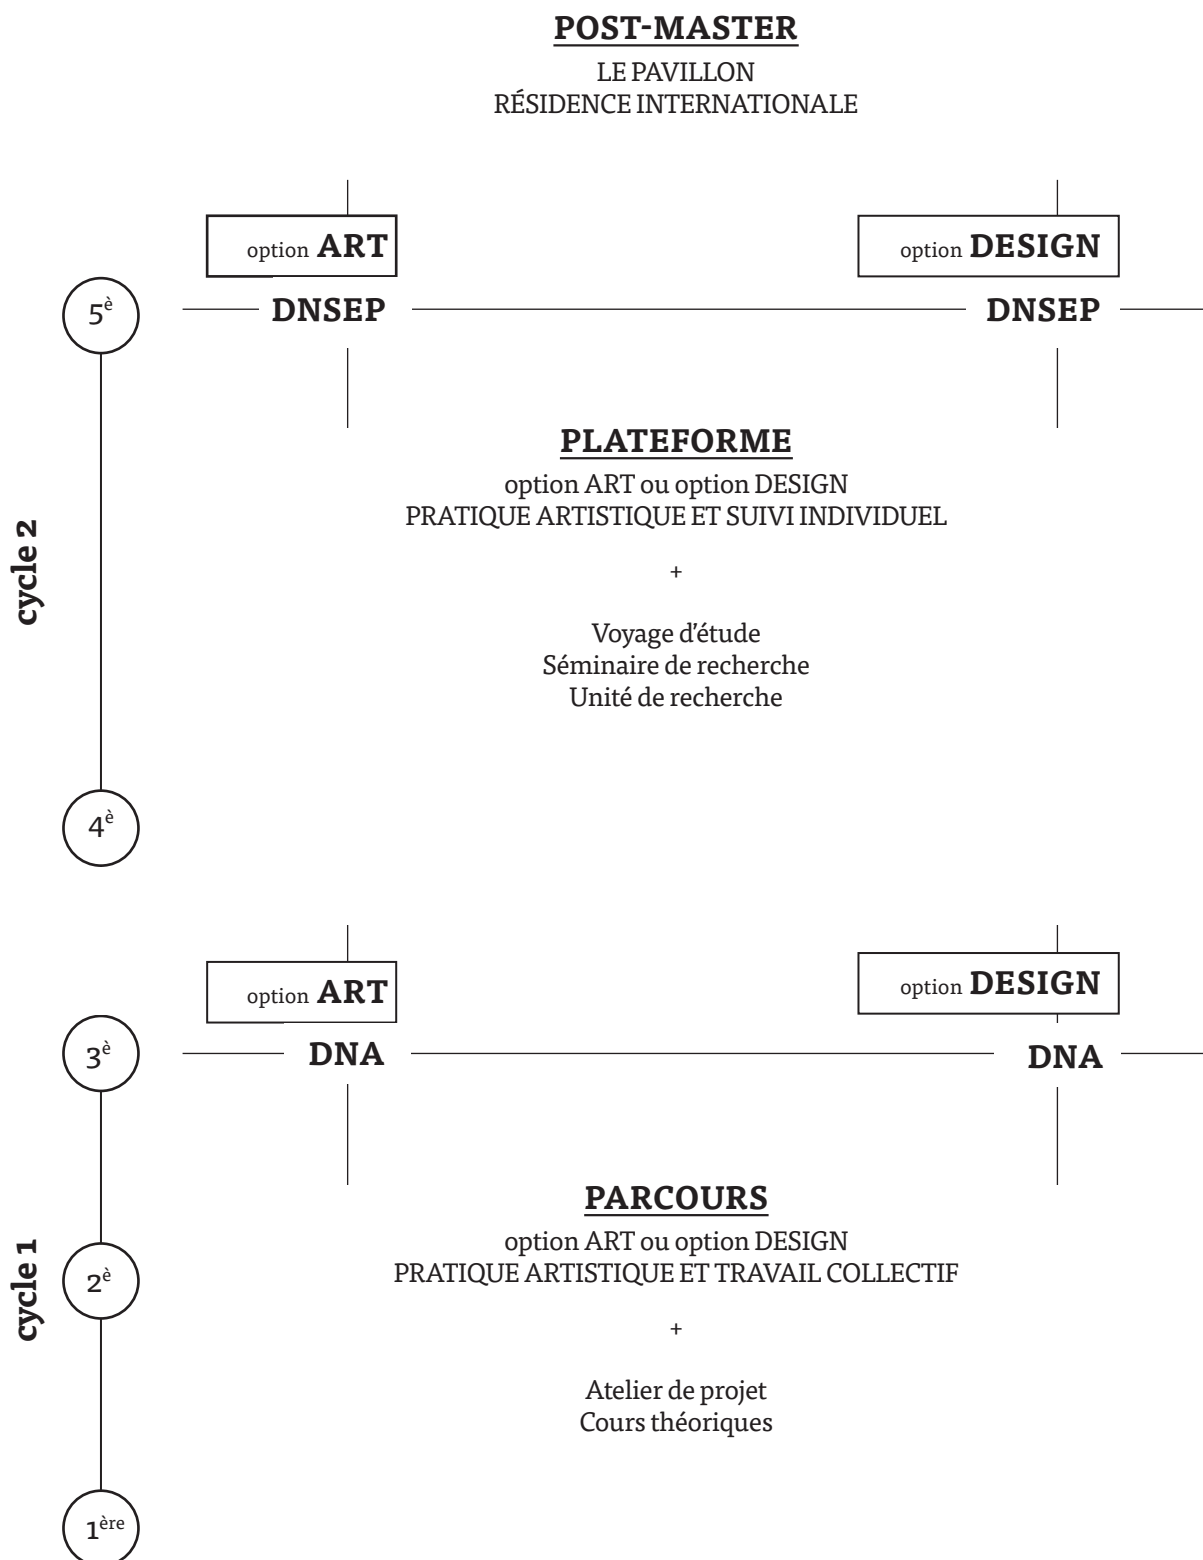 POST-MASTER
LE PAVILLON
RÉSIDENCE INTERNATIONALE
option ART
option DESIGN
5è
DNSEP
DNSEP
PLATEFORME
option ART ou option DESIGN
PRATIQUE ARTISTIQUE ET SUIVI INDIVIDUEL
+
cycle 2
Voyage d'étude
Séminaire de recherche
Unité de recherche
4è
option ART
option DESIGN
3è
DNA
DNA
PARCOURS
option ART ou option DESIGN
PRATIQUE ARTISTIQUE ET TRAVAIL COLLECTIF
cycle 1
2è
+
Atelier de projet
Cours théoriques
1ère